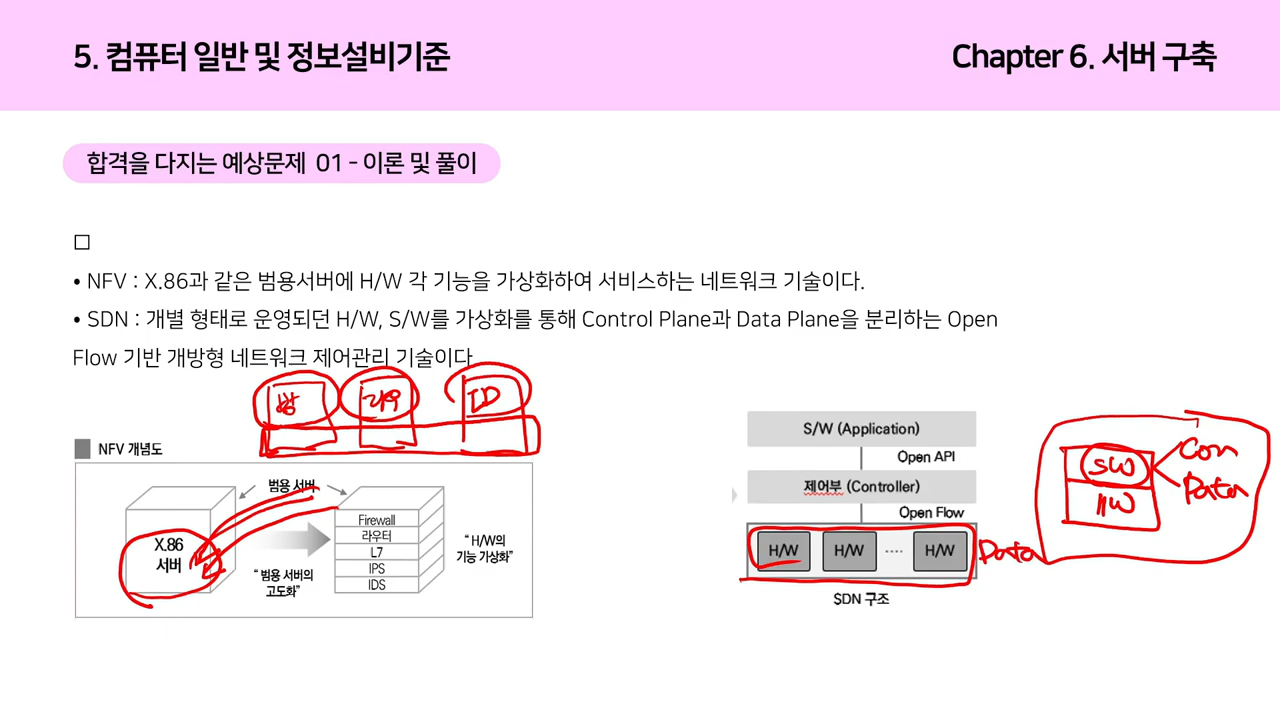 5. 컴퓨터 일반 및 정보설비기준
Chapter 6. 서버 구축
합격을 다지는 예상문제 01 - 이론 및 풀이
□
• NFV : X.86과 같은 범용서버에 H/W 각 기능을 가상화하여 서비스하는 네트워크 기술이다.
• SDN : 개별 형태로 운영되던 H/W, S/W를 가상화를 통해 Control Plane과 Data Plane을 분리하는 Open
Flow 기반 개방형 네트워크 제어관리 기술이다
방
라우
ID
NFV 개념도
범용 서버
X.86
서버
“ 범용 서버의
고도화”
Firewall
라우터
L7
IPS
IDS
“ H/W의
기능 가상화”
S/W (Application)
Open API
제어부 (Controller)
Open Flow
H/W
H/W
····
H/W
SDN 구조
Data
SW
HW
Con
Data